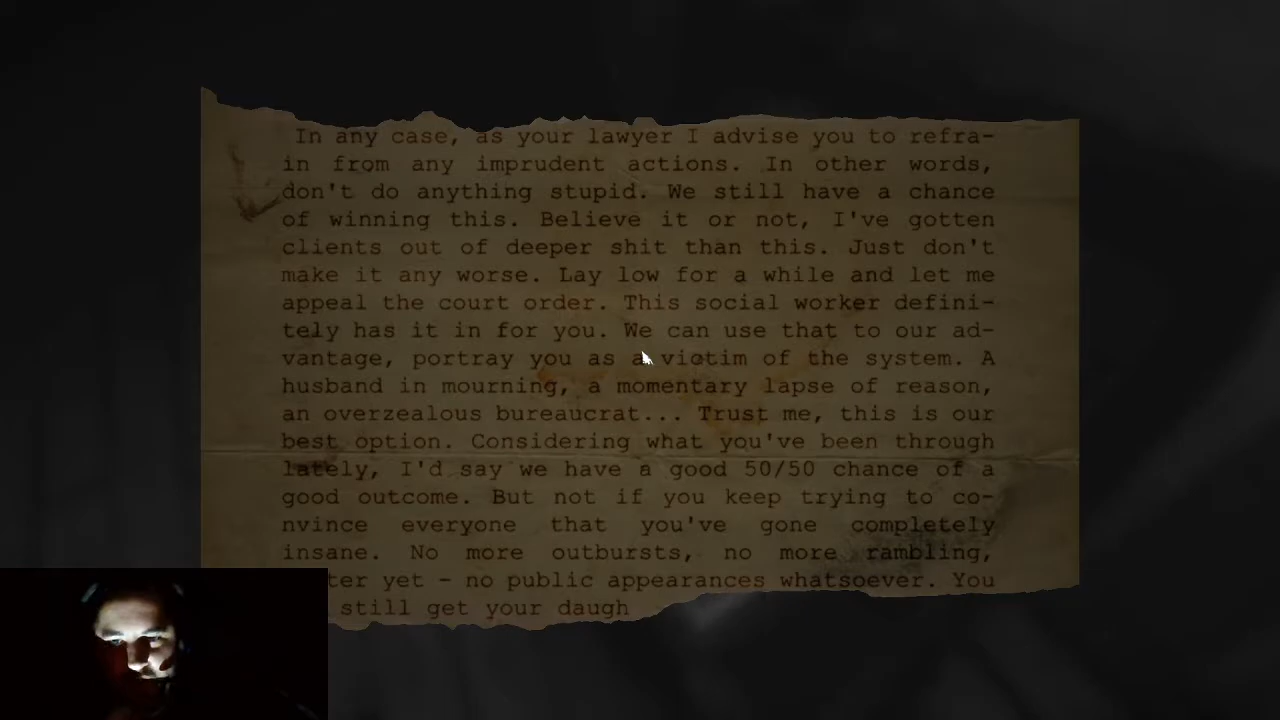 In any case, as your lawyer I advise you to refra-
in from any imprudent actions. In other words,
don't do anything stupid. We still have a chance
of winning this. Believe it or not, I've gotten
clients out of deeper shit than this. Just don't
make it any worse. Lay low for a while and let me
appeal the court order. This social worker defini-
tely has it in for you. We can use that to our ad-
vantage, portray you as a victim of the system. A
husband in mourning, a momentary lapse of reason,
an overzealous bureaucrat... Trust me, this is our
best option. Considering what you've been through
lately, I'd say we have a good 50/50 chance of a
good outcome. But not if you keep trying to co-
nvince everyone that you've gone completely
insane. No more outbursts, no more rambling,
ter yet - no public appearances whatsoever. You
still get your daugh